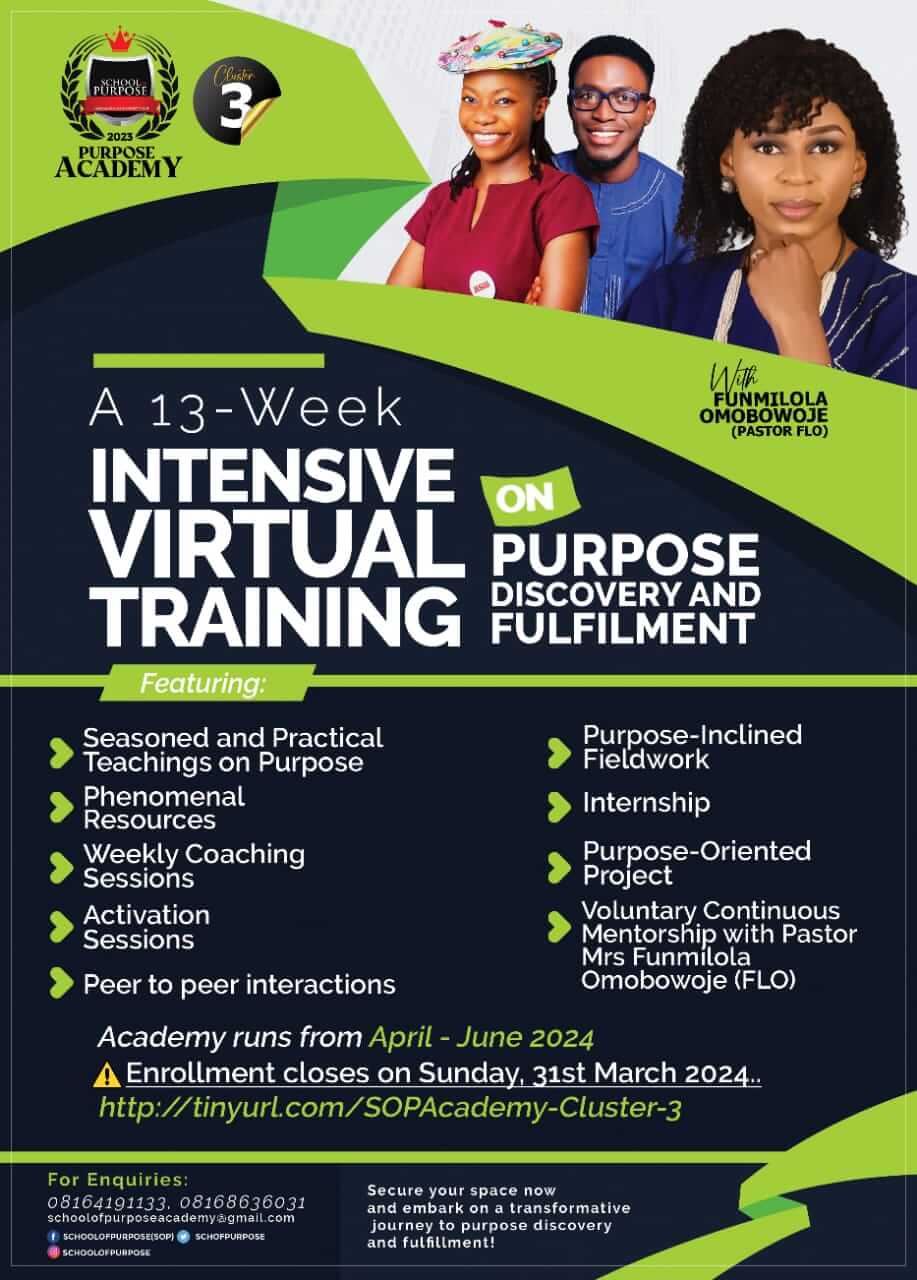 SCHOOL OF
PURPOSE
2023
PURPOSE
ACADEMY
Cluster
3
With
FUNMILOLA
OMOBOWOJE
(PASTOR FLO)
A 13-Week
INTENSIVE
VIRTUAL
TRAINING
ON
PURPOSE
DISCOVERY AND
FULFILMENT
Featuring:
Seasoned and Practical
Teachings on Purpose
Phenomenal
Resources
Weekly Coaching
Sessions
Activation
Sessions
Peer to peer interactions
Purpose-Inclined
Fieldwork
Internship
Purpose-Oriented
Project
Voluntary Continuous
Mentorship with Pastor
Mrs Funmilola
Omobowoje (FLO)
Academy runs from April - June 2024
Enrollment closes on Sunday, 31st March 2024..
http://tinyurl.com/SOPAcademy-Cluster-3
For Enquiries:
08164191133, 08168636031
schoolofpurposeacademy@gmail.com
SCHOOLOFPURPOSE(SOP) SCHOFPURPOSE
SCHOOLOFPURPOSE
Secure your space now
and embark on a transformative
journey to purpose discovery
and fulfillment!